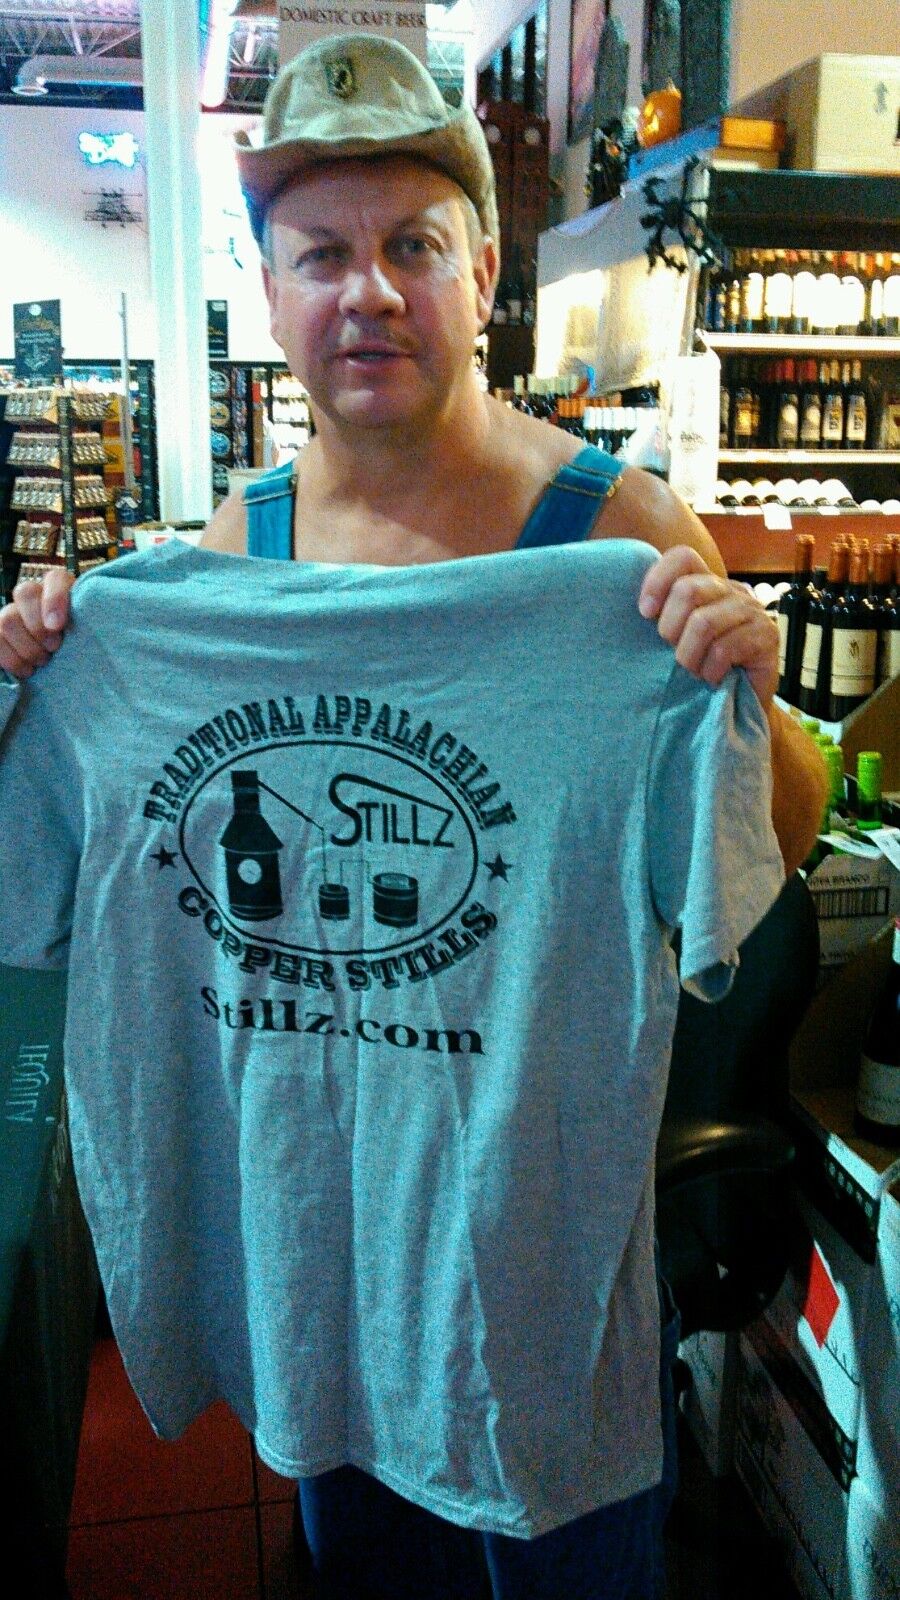 DOMESTIC CRAFT BEER
TRADITIONAL APPALACHIAN
STILLZ
COPPER STILLS
Stillz.com